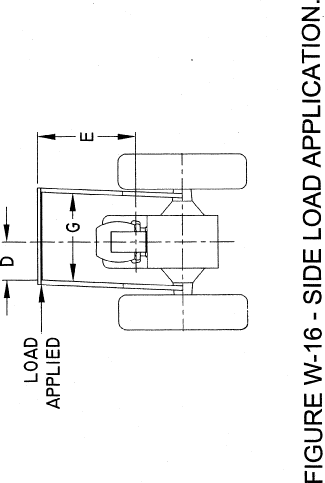 LOAD
APPLIED
D
G
E
FIGURE W-16 - SIDE LOAD APPLICATION.